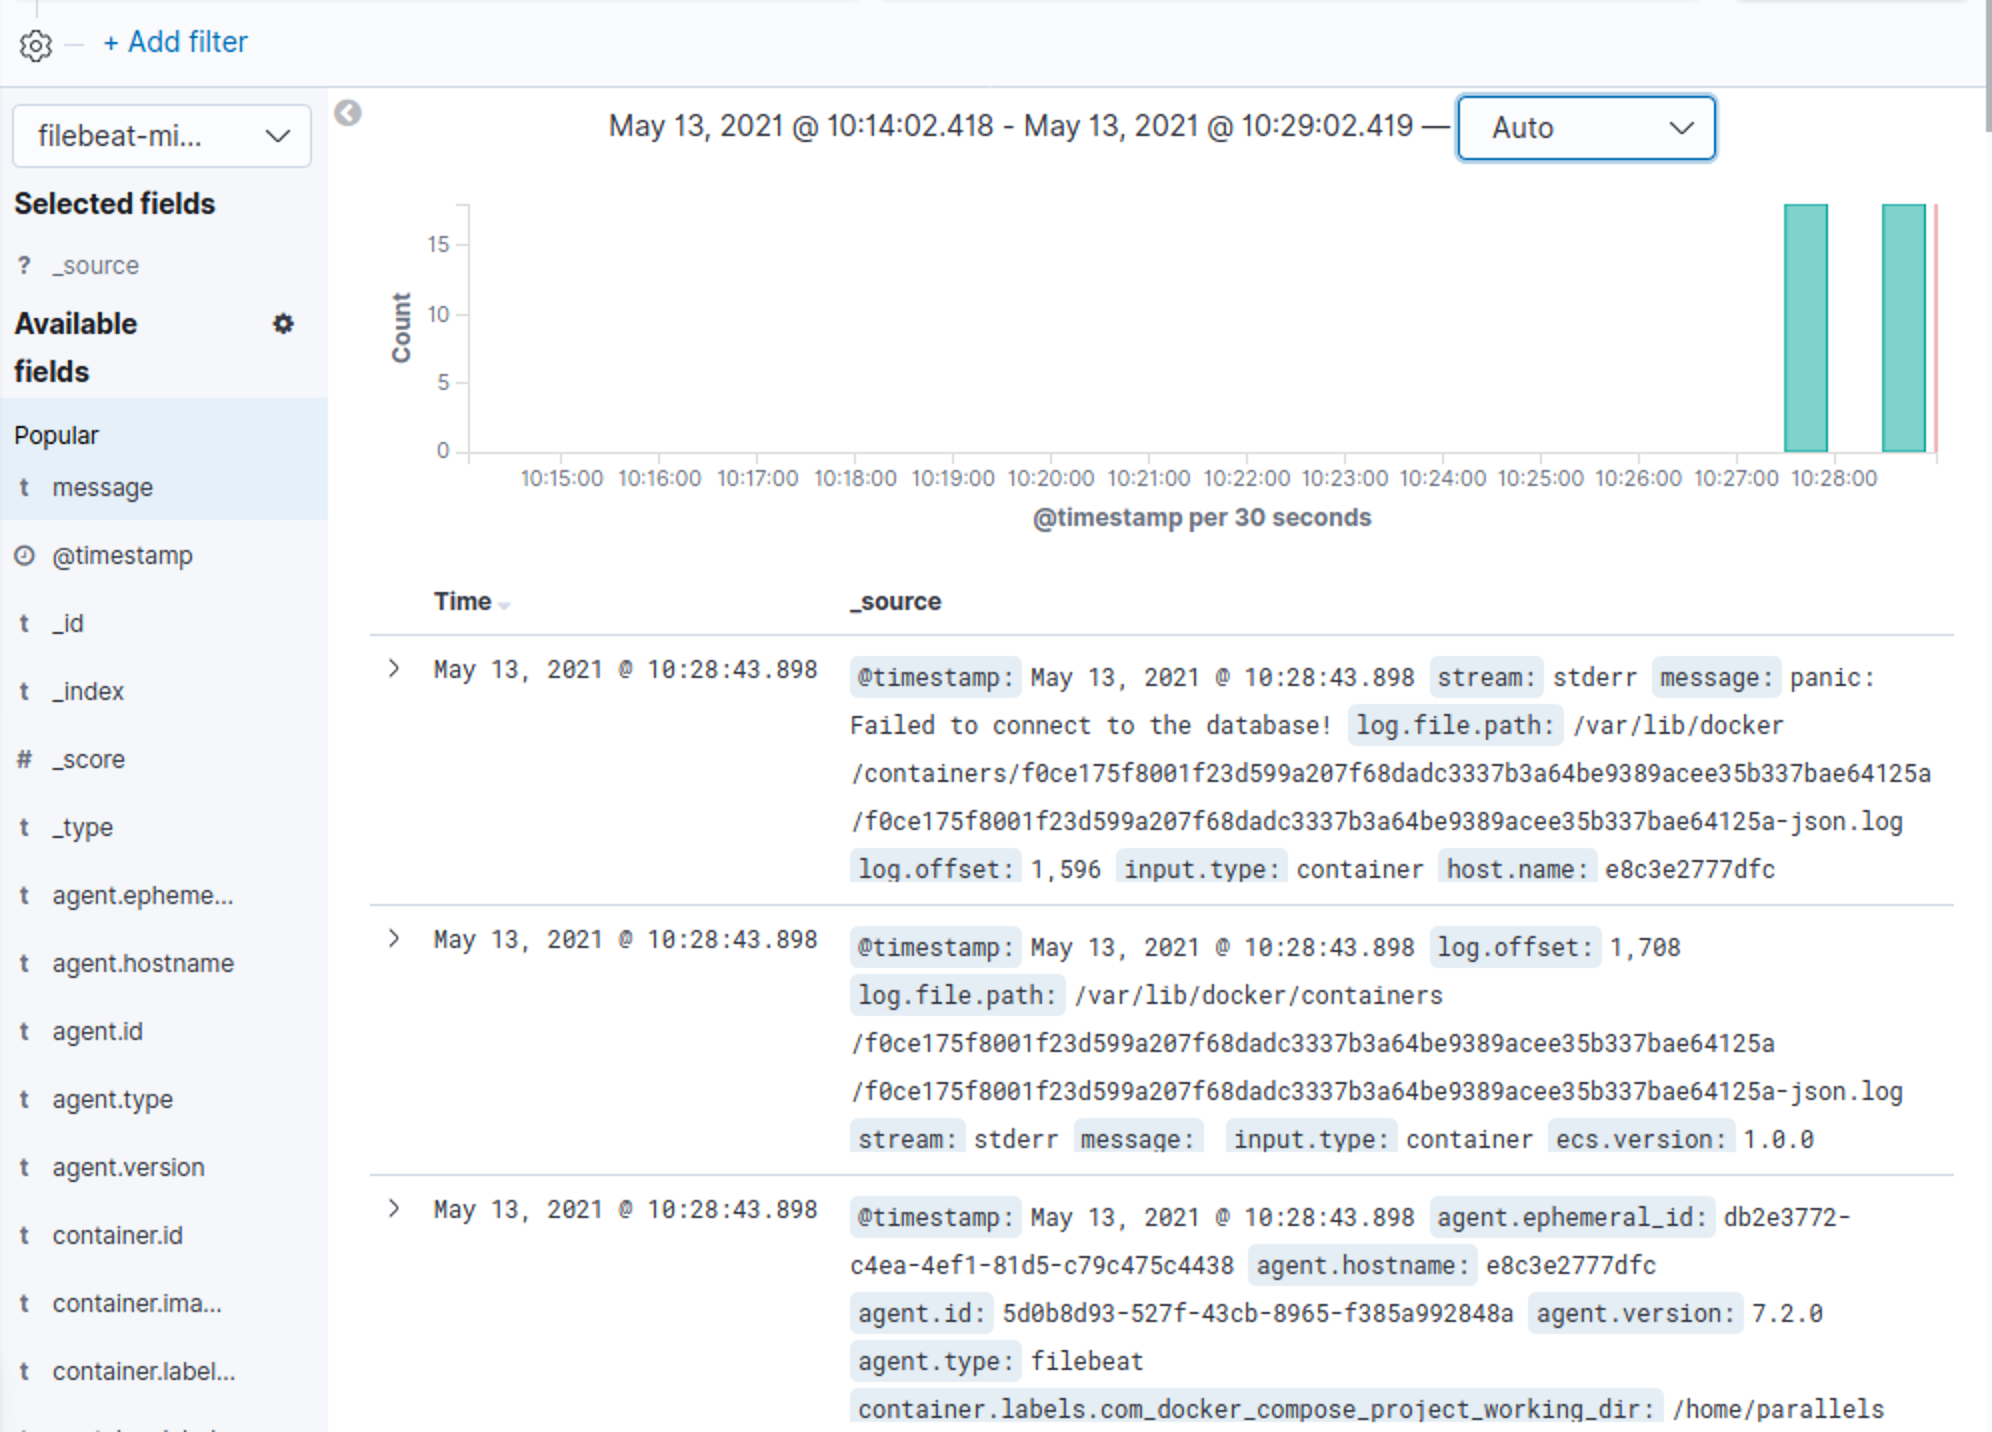 + Add filter
filebeat-mi...
Selected fields
? _source
Available
fields
Popular
t message
@timestamp
t _id
t _index
# _score
t _type
t agent.epheme...
t agent.hostname
t agent.id
t agent.type
t agent.version
t container.id
t container.ima...
t container.label...
May 13, 2021 @ 10:14:02.418 - May 13, 2021 @ 10:29:02.419 — Auto
15
10
5
0
Count
10:15:00 10:16:00 10:17:00 10:18:00 10:19:00 10:20:00 10:21:00 10:22:00 10:23:00 10:24:00 10:25:00 10:26:00 10:27:00 10:28:00
@timestamp per 30 seconds
Time _source
May 13, 2021 @ 10:28:43.898 @timestamp: May 13, 2021 @ 10:28:43.898 stream: stderr message: panic:
Failed to connect to the database! log.file.path: /var/lib/docker
/containers/f0ce175f8001f23d599a207f68dadc3337b3a64be9389acee35b337bae64125a
/f0ce175f8001f23d599a207f68dadc3337b3a64be9389acee35b337bae64125a-json.log
log.offset: 1,596 input.type: container host.name: e8c3e2777dfc
May 13, 2021 @ 10:28:43.898 @timestamp: May 13, 2021 @ 10:28:43.898 log.offset: 1,708
log.file.path: /var/lib/docker/containers
/f0ce175f8001f23d599a207f68dadc3337b3a64be9389acee35b337bae64125a
/f0ce175f8001f23d599a207f68dadc3337b3a64be9389acee35b337bae64125a-json.log
stream: stderr message: input.type: container ecs.version: 1.0.0
May 13, 2021 @ 10:28:43.898 @timestamp: May 13, 2021 @ 10:28:43.898 agent.ephemeral_id: db2e3772-
c4ea-4ef1-81d5-c79c475c4438 agent.hostname: e8c3e2777dfc
agent.id: 5d0b8d93-527f-43cb-8965-f385a992848a agent.version: 7.2.0
agent.type: filebeat
container.labels.com_docker_compose_project_working_dir: /home/parallels